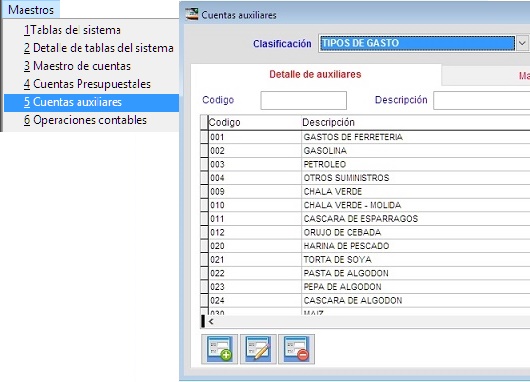 Maestros
1Tablas del sistema
2 Detalle de tablas del sistema
3 Maestro de cuentas
4 Cuentas Presupuestales
5 Cuentas auxiliares
6 Operaciones contables
Cuentas auxiliares
Clasificación TIPOS DE GASTO
Detalle de auxiliares Ma
Codigo Descripción
Codigo Descripción
001 GASTOS DE FERRETERIA
002 GASOLINA
003 PETROLEO
004 OTROS SUMINISTROS
009 CHALA VERDE
010 CHALA VERDE - MOLIDA
011 CASCARA DE ESPARRAGOS
012 ORUJO DE CEBADA
020 HARINA DE PESCADO
021 TORTA DE SOYA
022 PASTA DE ALGODON
023 PEPA DE ALGODON
024 CASCARA DE ALGODON
030 MAIZ